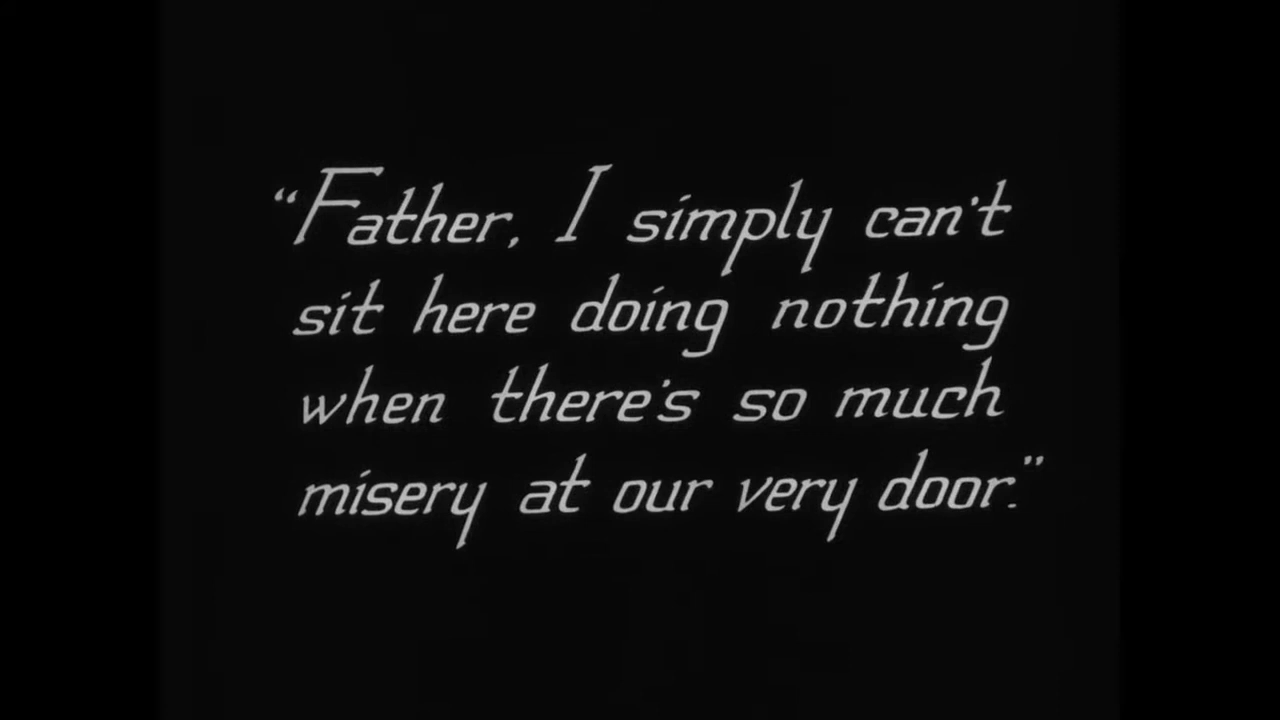 “Father, I simply can't
sit here doing nothing
when there's so much
misery at our very door.”